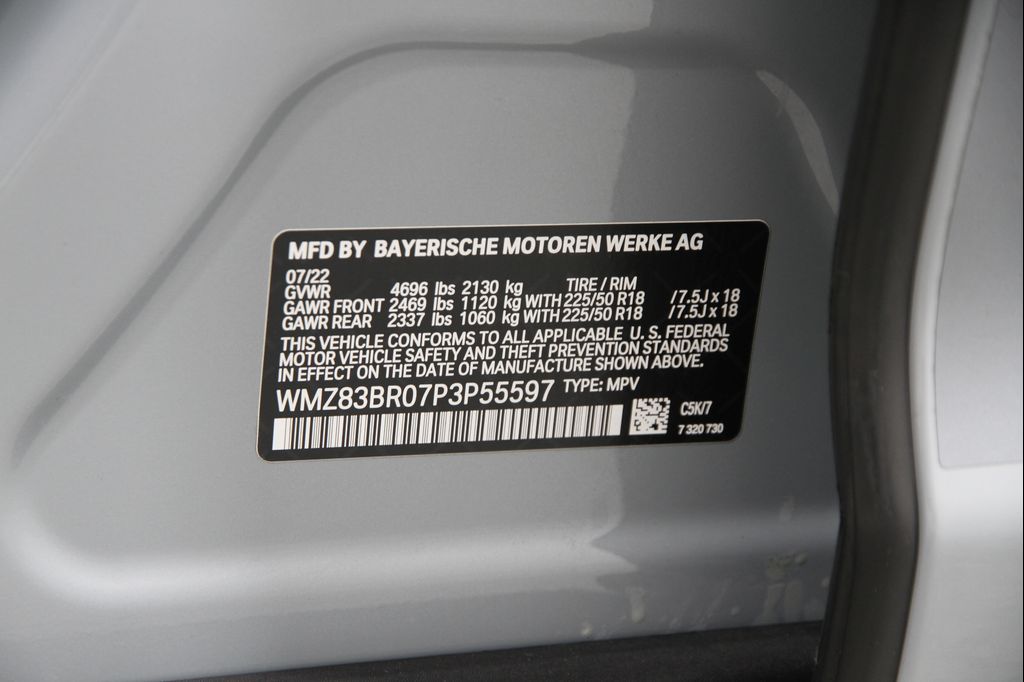 MFD BY BAYERISCHE MOTOREN WERKE AG
07/22
GVWR 4696 lbs 2130 kg TIRE / RIM
GAWR FRONT 2469 lbs 1120 kg WITH 225/50 R18 / 7.5J x 18
GAWR REAR 2337 lbs 1060 kg WITH 225/50 R18 / 7.5J x 18
THIS VEHICLE CONFORMS TO ALL APPLICABLE U. S. FEDERAL
MOTOR VEHICLE SAFETY AND THEFT PREVENTION STANDARDS
IN EFFECT ON THE DATE OF MANUFACTURE SHOWN ABOVE.
WMZ83BR07P3P55597 TYPE: MPV
C5K/7
7 320 730